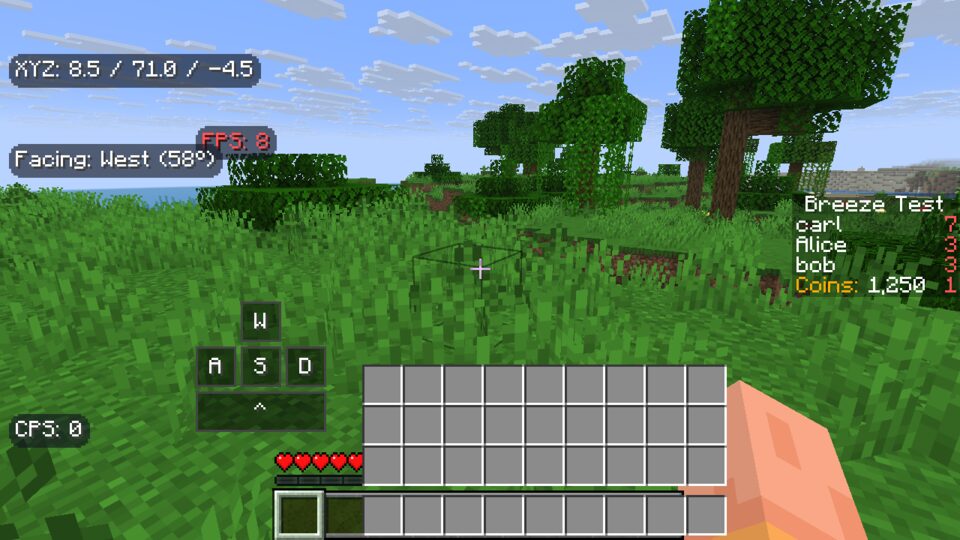 XYZ: 8.5 / 71.0 / -4.5
FPS: 8
Facing: West (58°)
Breeze Test
carl 7
Alice 3
bob 3
Coins: 1,250 1
W
A S D
^
CPS: 0